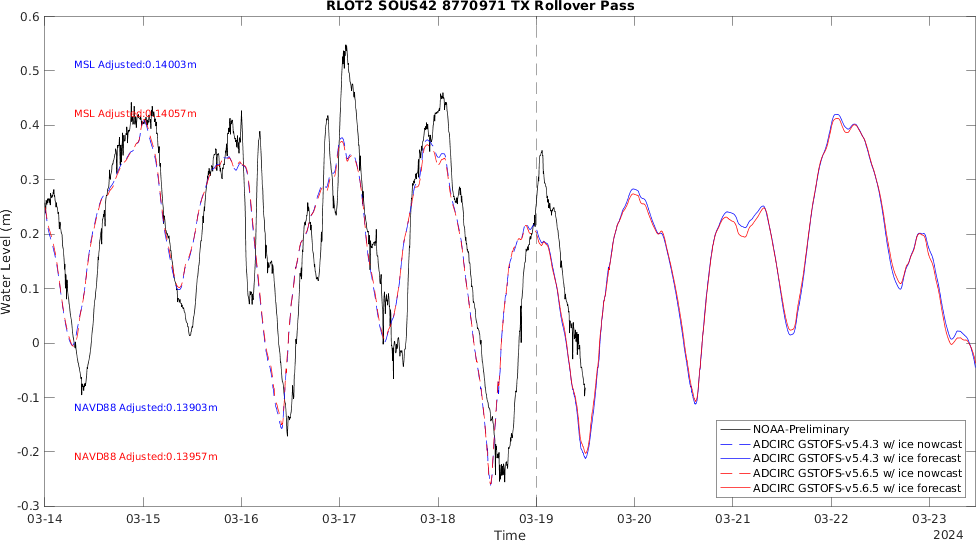 RLOT2 SOUS42 8770971 TX Rollover Pass
0.6
0.5
0.4
0.3
0.2
0.1
0
-0.1
-0.2
-0.3
Water Level (m)
MSL Adjusted:0.14003m
MSL Adjusted:0.14057m
NAVD88 Adjusted:0.13903m
NAVD88 Adjusted:0.13957m
NOAA-Preliminary
ADCIRC GSTOFS-v5.4.3 w/ ice nowcast
ADCIRC GSTOFS-v5.4.3 w/ ice forecast
ADCIRC GSTOFS-v5.6.5 w/ ice nowcast
ADCIRC GSTOFS-v5.6.5 w/ ice forecast
03-14 03-15 03-16 03-17 03-18 03-19 03-20 03-21 03-22 03-23
Time
2024